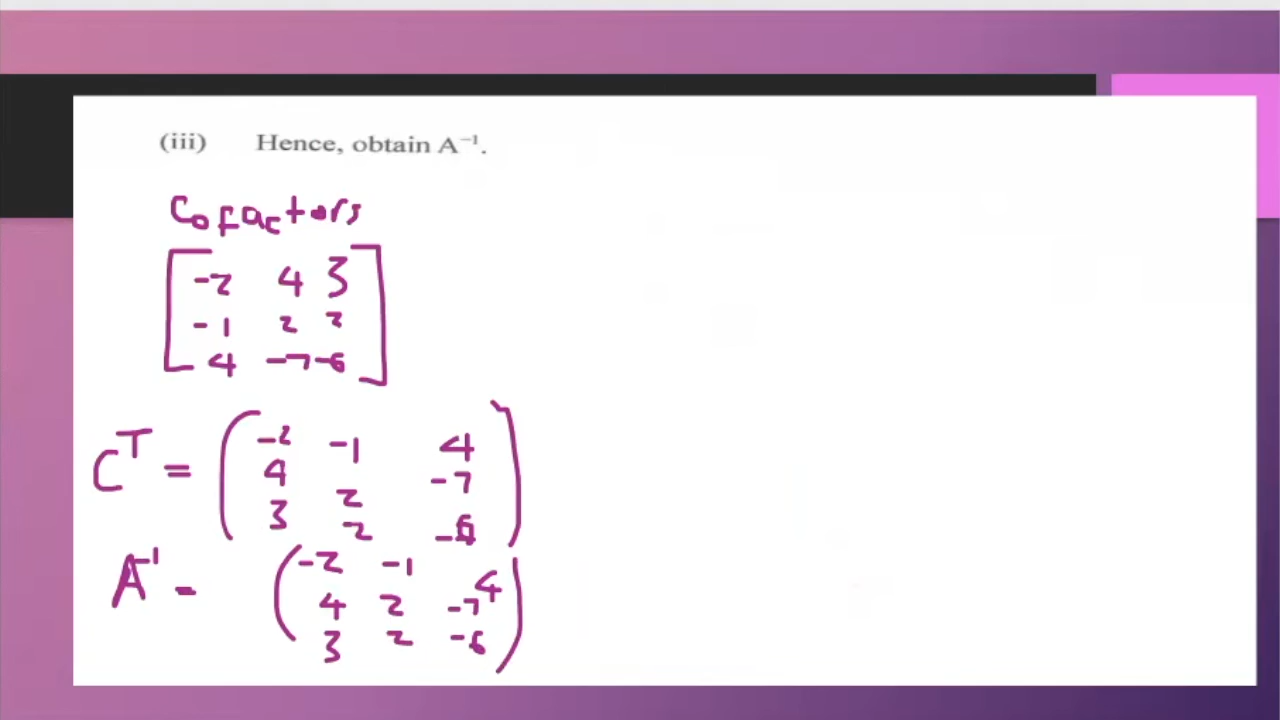 (iii) Hence, obtain A⁻¹.
Cofactors
[-2 4 3
-1 2 2
4 -7 -6]
Cᵀ = (-2 -1 4
4 2 -7
3 2 -6)
A⁻¹ = (-2 -1 4
4 2 -7
3 2 -6)